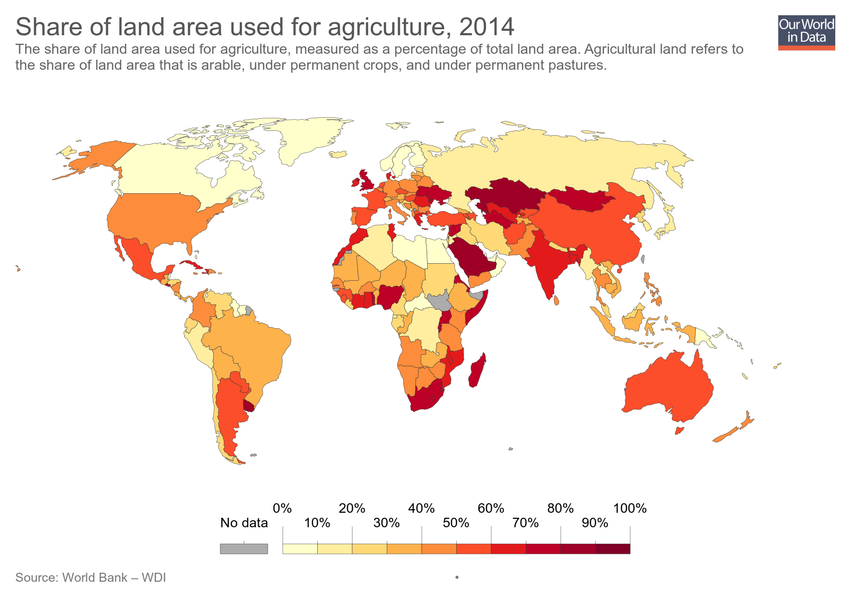 Share of land area used for agriculture, 2014
Our World
in Data
The share of land area used for agriculture, measured as a percentage of total land area. Agricultural land refers to
the share of land area that is arable, under permanent crops, and under permanent pastures.
0% 20% 40% 60% 80% 100%
No data 10% 30% 50% 70% 90%
Source: World Bank – WDI